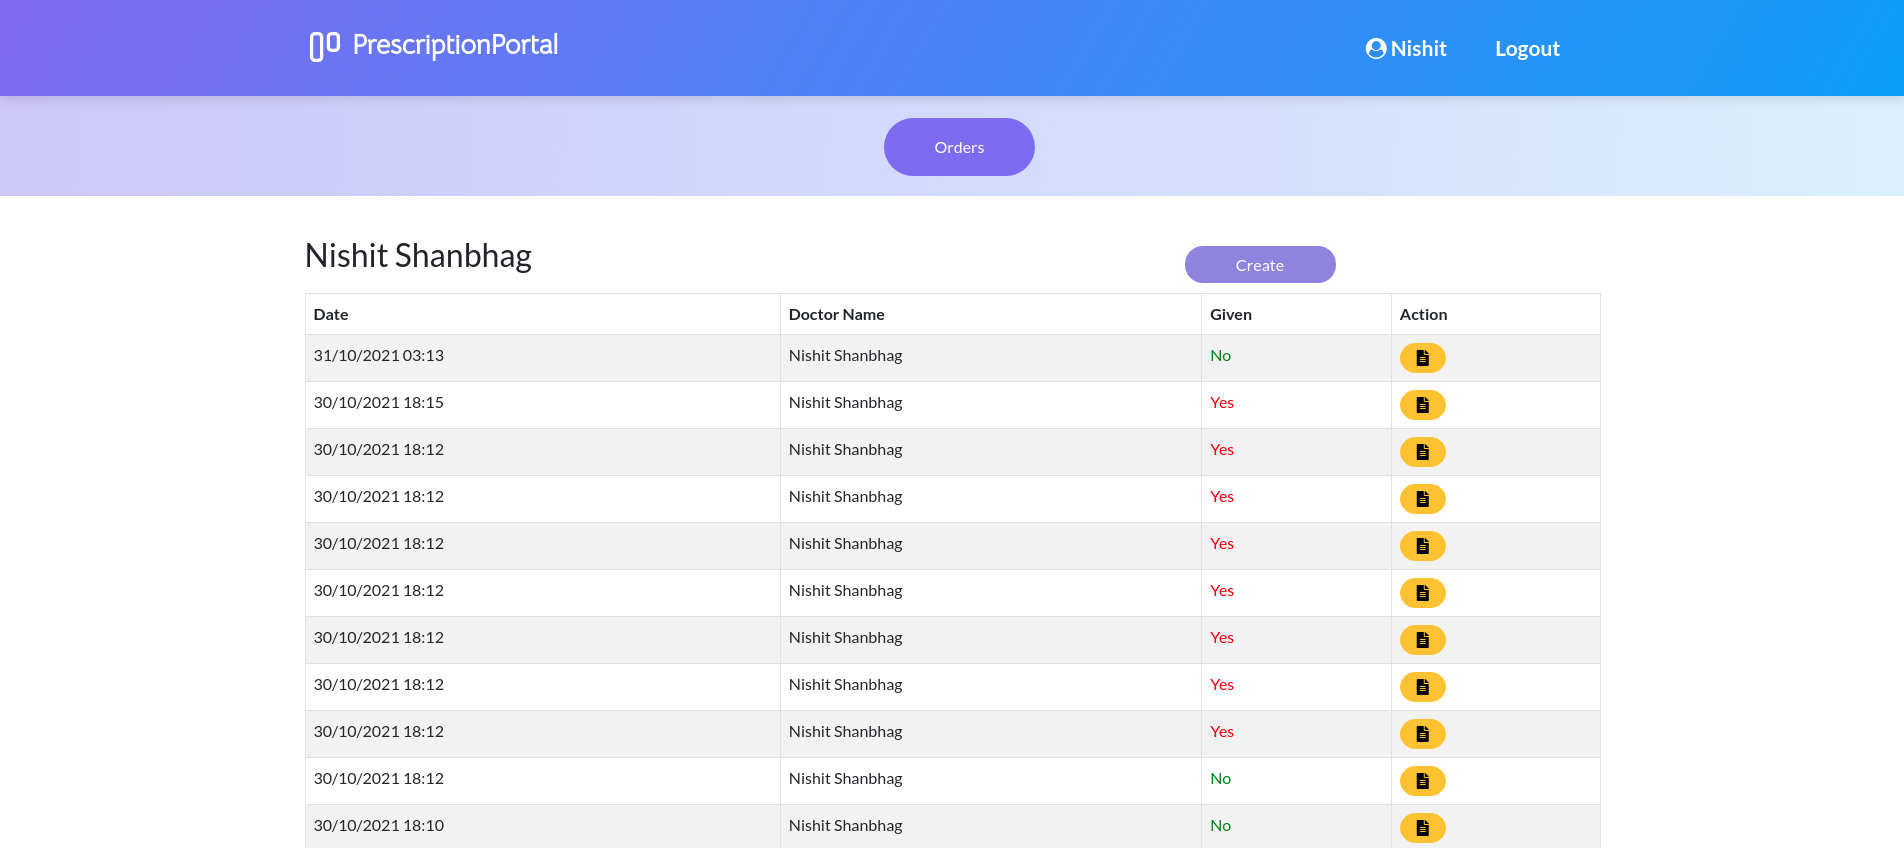 PrescriptionPortal
Nishit Logout
Orders
Nishit Shanbhag
Create
Date Doctor Name Given Action
31/10/2021 03:13 Nishit Shanbhag No
30/10/2021 18:15 Nishit Shanbhag Yes
30/10/2021 18:12 Nishit Shanbhag Yes
30/10/2021 18:12 Nishit Shanbhag Yes
30/10/2021 18:12 Nishit Shanbhag Yes
30/10/2021 18:12 Nishit Shanbhag Yes
30/10/2021 18:12 Nishit Shanbhag Yes
30/10/2021 18:12 Nishit Shanbhag Yes
30/10/2021 18:12 Nishit Shanbhag Yes
30/10/2021 18:12 Nishit Shanbhag No
30/10/2021 18:10 Nishit Shanbhag No